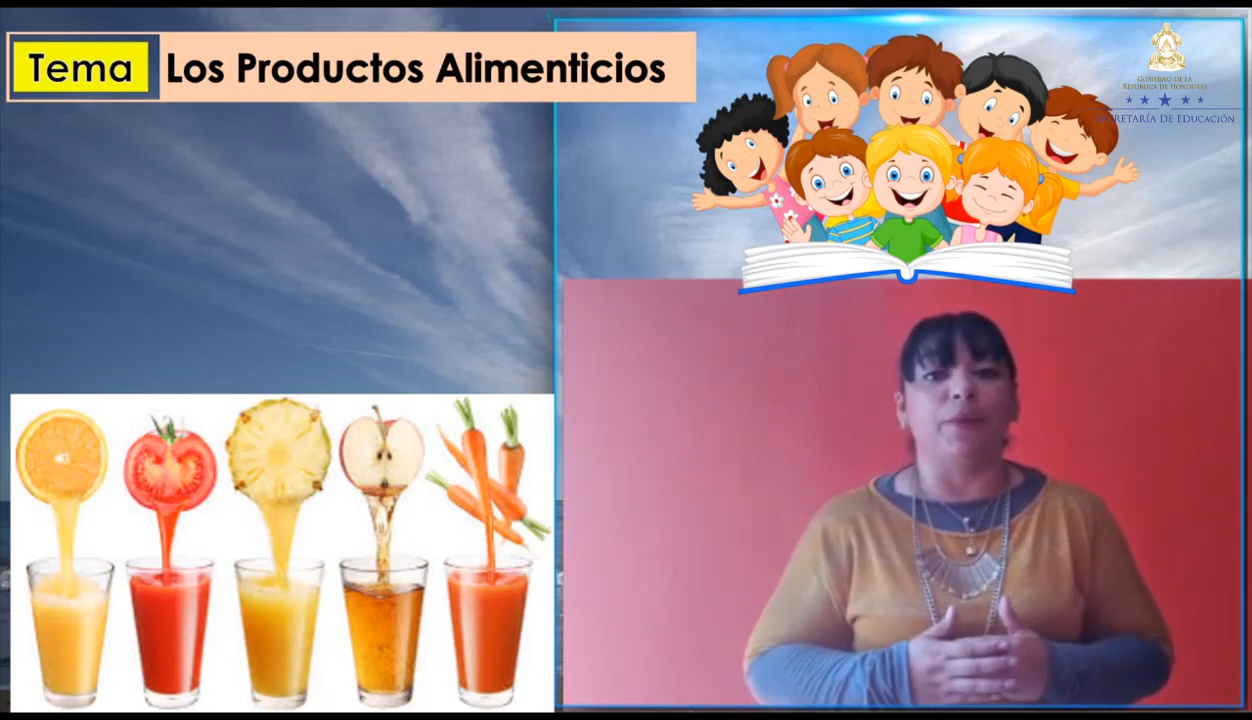 Tema Los Productos Alimenticios
GOBIERNO DE LA
REPÚBLICA DE HONDURAS
SECRETARÍA DE EDUCACIÓN